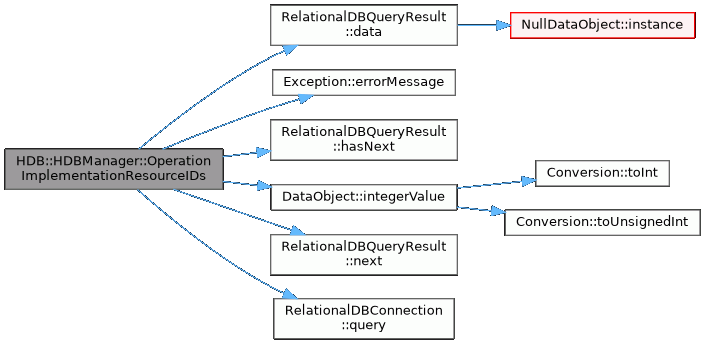 HDB::HDBManager::Operation
ImplementationResourceIDs
RelationalDBQueryResult
::data
NullDataObject::instance
Exception::errorMessage
RelationalDBQueryResult
::hasNext
DataObject::integerValue
Conversion::toInt
Conversion::toUnsignedInt
RelationalDBQueryResult
::next
RelationalDBConnection
::query